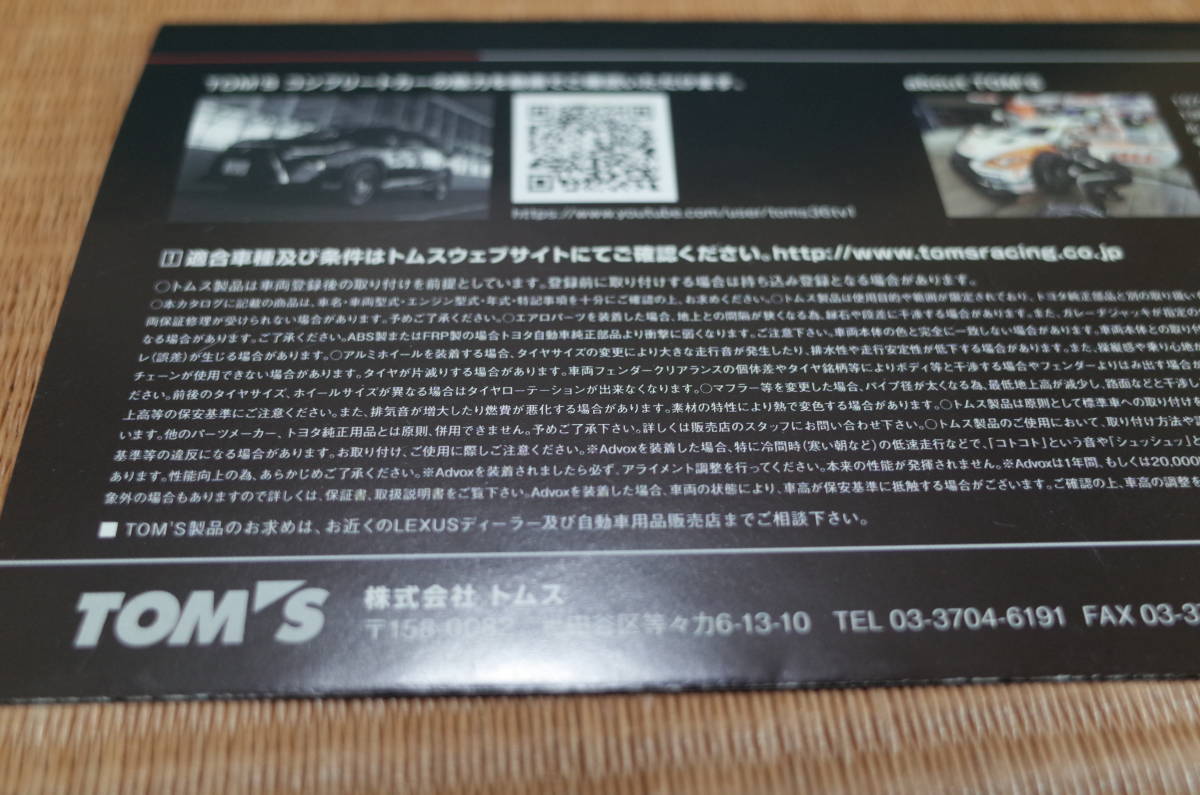 TOM'S コンプリートカーの魅力を動画でご覧いただけます。
about TOM'S
https://www.youtube.com/user/toms36tv1
! 適合車種及び条件はトムスウェブサイトにてご確認ください。http://www.tomsracing.co.jp
○トムス製品は車両登録後の取り付けを前提としています。登録前に取り付けする場合は持ち込み登録となる場合があります。
○本カタログに記載の商品は、車名・車両型式・エンジン型式・年式・特記事項を十分にご確認の上、お求めください。○トムス製品は使用目的や範囲が限定されており、トヨタ純正部品と別の取り扱い
両保証修理が受けられない場合があります。予めご了承ください。○エアロパーツを装着した場合、地上との間隔が狭くなる為、縁石や段差に干渉する場合があります。また、ガレージジャッキが指定の
なる場合があります。ご了承ください。ABS製またはFRP製の場合トヨタ自動車純正部品より衝撃に弱くなります。ご注意下さい。車両本体の色と完全に一致しない場合があります。車両本体との取り
レ(誤差)が生じる場合があります。○アルミホイールを装着する場合、タイヤサイズの変更により大きな走行音が発生したり、排水性や走行安定性が低下する場合があります。また、操縦感や乗り心地が
チェーンが使用できない場合があります。タイヤが片減りする場合があります。車両フェンダークリアランスの個体差やタイヤ銘柄等によりボディ等と干渉する場合やフェンダーよりはみ出す場合が
ださい。前後のタイヤサイズ、ホイールサイズが異なる場合はタイヤローテーションが出来なくなります。○マフラー等を変更した場合、パイプ径が太くなる為、最低地上高が減少し、路面などと干渉し
上高等の保安基準にご注意ください。また、排気音が増大したり燃費が悪化する場合があります。素材の特性により熱で変色する場合があります。○トムス製品は原則として標準車への取り付けを
います。他のパーツメーカー、トヨタ純正用品とは原則、併用できません。予めご了承下さい。詳しくは販売店のスタッフにお問い合わせ下さい。○トムス製品のご使用において、取り付け方法や
基準等の違反になる場合があります。お取り付け、ご使用に際しご注意ください。※Advoxを装着した場合、特に冷間時(寒い朝など)の低速走行などで、「コトコト」という音や「シュッシュッ」と
あります。性能向上の為、あらかじめご了承ください。※Advoxを装着されましたら必ず、アライメント調整を行ってください。本来の性能が発揮されません。※Advoxは1年間、もしくは20,000
象外の場合もありますので詳しくは、保証書、取扱説明書をご覧下さい。Advoxを装着した場合、車両の状態により、車高が保安基準に抵触する場合がございます。ご確認の上、車高の調整を
■ TOM'S製品のお求めは、お近くのLEXUSディーラー及び自動車用品販売店までご相談下さい。
TOM'S 株式会社 トムス
〒158-0082 世田谷区等々力6-13-10 TEL 03-3704-6191 FAX 03-3